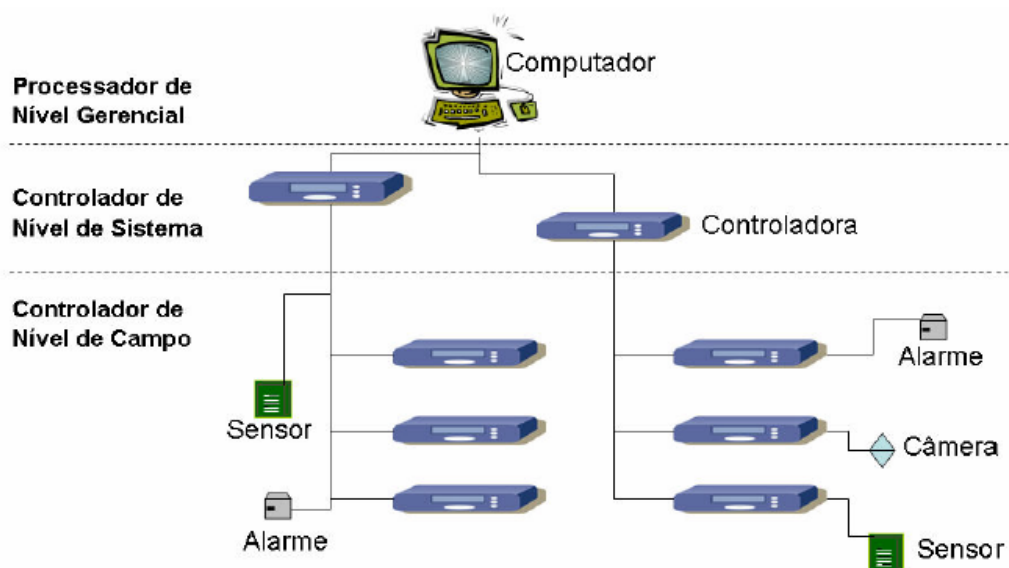 Computador
Processador de
Nível Gerencial
Controlador de
Nível de Sistema
Controladora
Controlador de
Nível de Campo
Alarme
Sensor
Câmera
Alarme
Sensor